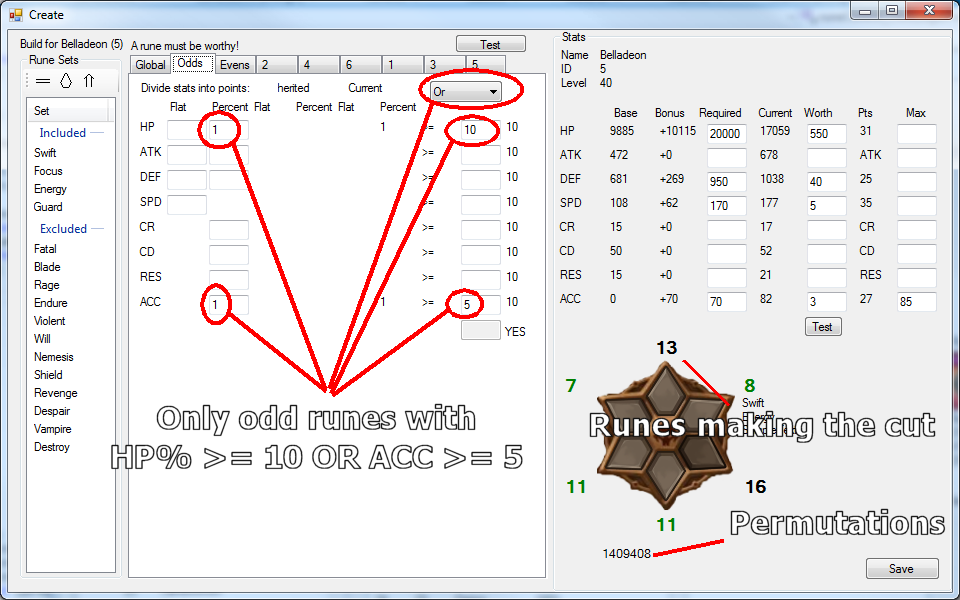 Create
Build for Belladeon (5) A rune must be worthy! Test
Rune Sets
Set
Included
Swift
Focus
Energy
Guard
Excluded
Fatal
Blade
Rage
Endure
Violent
Will
Nemesis
Shield
Revenge
Despair
Vampire
Destroy
Global Odds Evens 2 4 6 1 3 5
Divide stats into points: herited Current Or
Flat Percent Flat Percent Flat Percent
HP 1 1 >= 10 10
ATK >= 10
DEF >= 10
SPD >= 10
CR >= 10
CD >= 10
RES >= 10
ACC 1 1 >= 5 10
YES
Only odd runes with
HP% >= 10 OR ACC >= 5
Stats
Name Belladeon
ID 5
Level 40
Base Bonus Required Current Worth Pts Max
HP 9885 +10115 20000 17059 550 31
ATK 472 +0 678 ATK
DEF 681 +269 950 1038 40 25
SPD 108 +62 170 177 5 35
CR 15 +0 17 CR
CD 50 +0 52 CD
RES 15 +0 21 RES
ACC 0 +70 70 82 3 27 85
Test
13
7 8
Swift
Runes making the cut
11 16
11
Permutations
1409408
Save